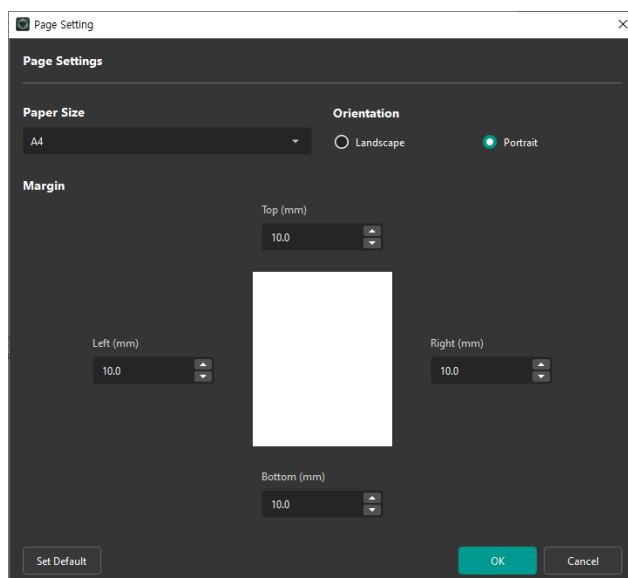 Page Setting
Page Settings
Paper Size
Orientation
A4
Landscape
Portrait
Margin
Top (mm)
10.0
Left (mm)
10.0
Right (mm)
10.0
Bottom (mm)
10.0
Set Default
OK
Cancel